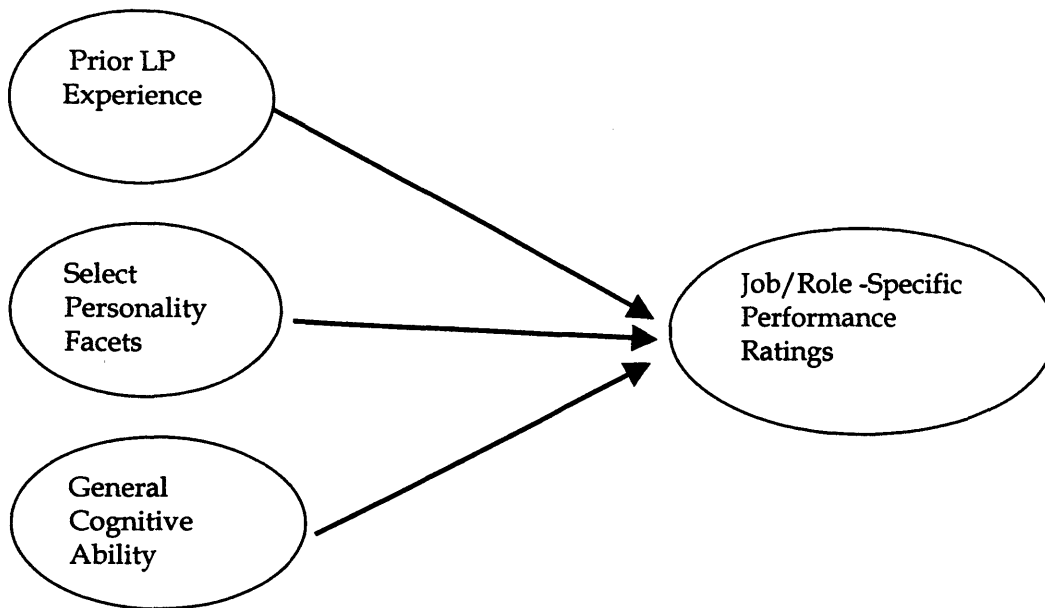 Prior LP
Experience
Select
Personality
Facets
General
Cognitive
Ability
Job/Role -Specific
Performance
Ratings